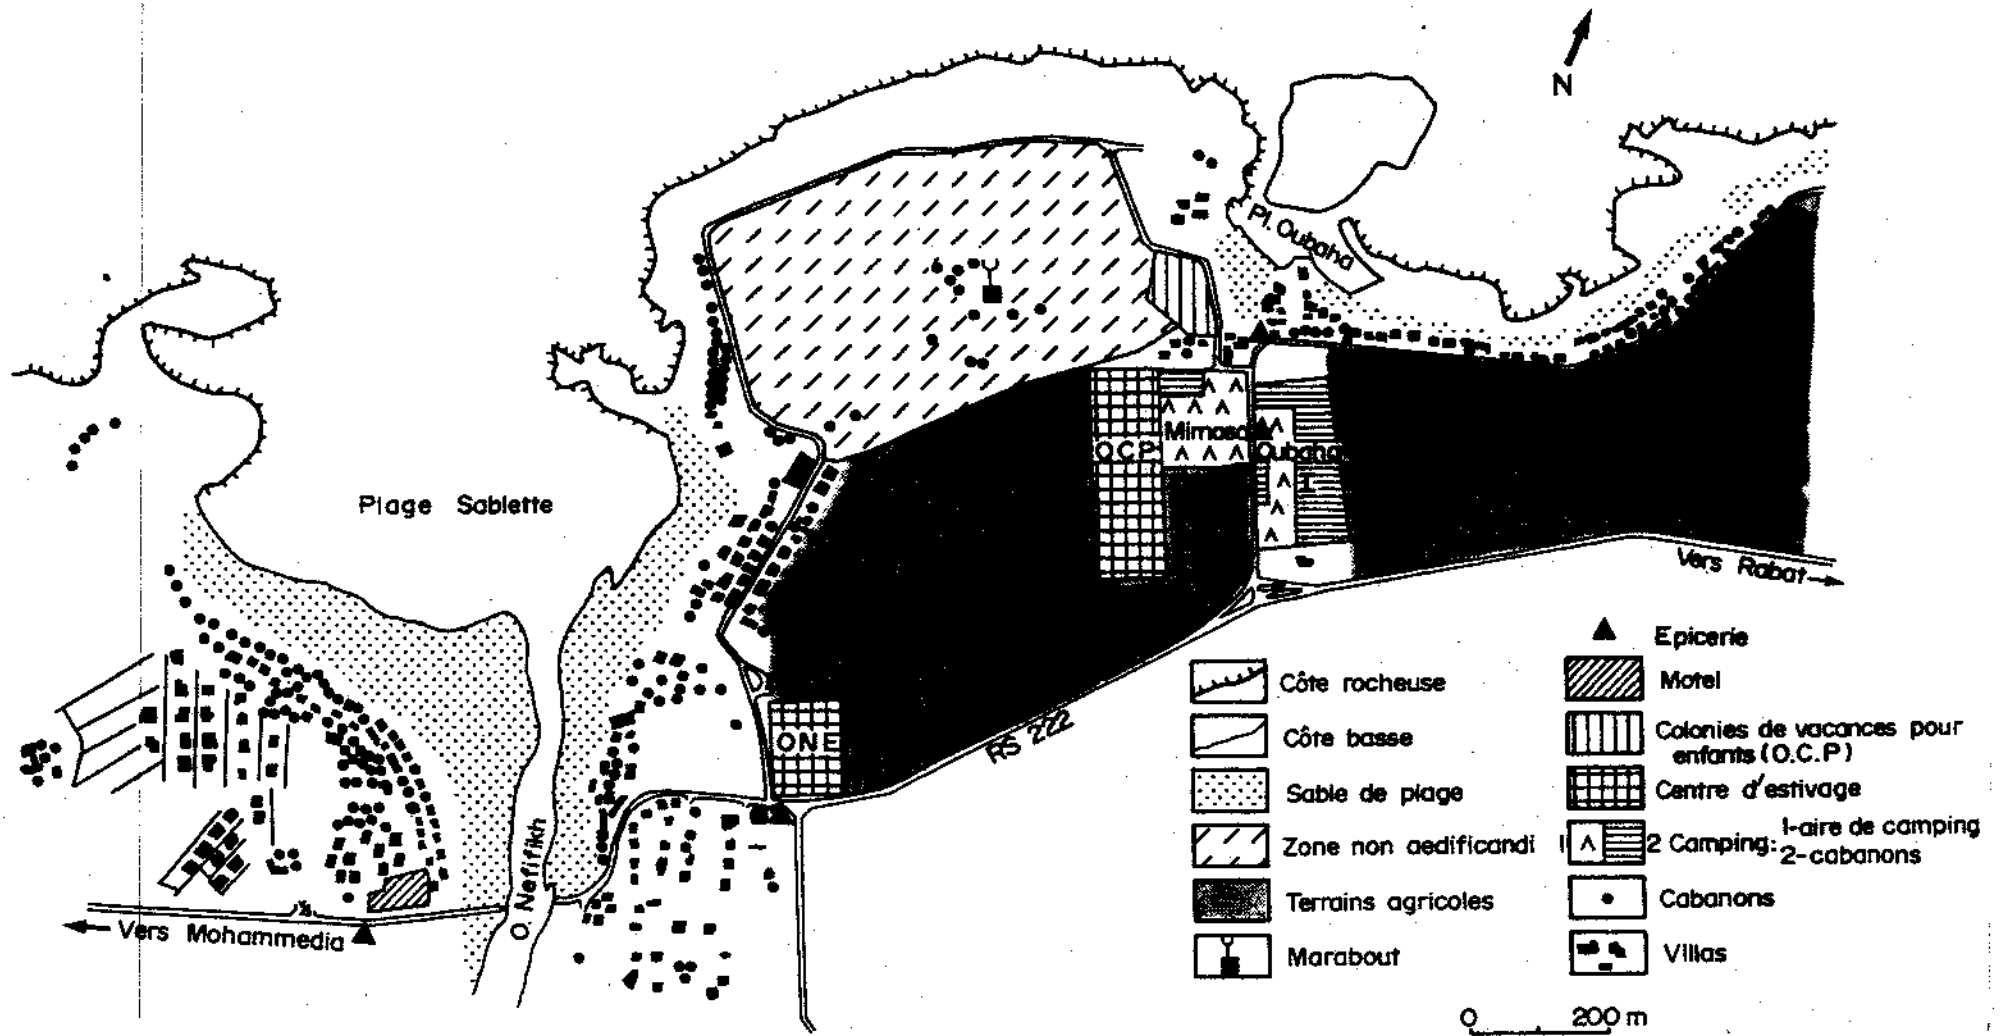 N
Pl. Oubaha
Plage Sablette
Mimosa
O.C.P
Oubaha
Vers Rabat
ONE
RS 222
O. Nefifikh
Vers Mohammedia
Côte rocheuse
Côte basse
Sable de plage
Zone non aedificandi
Terrains agricoles
Marabout
Epicerie
Motel
Colonies de vacances pour
enfants (O.C.P)
Centre d'estivage
1 2 Camping: 1-aire de camping
2-cabanons
Cabanons
Villas
0 200 m